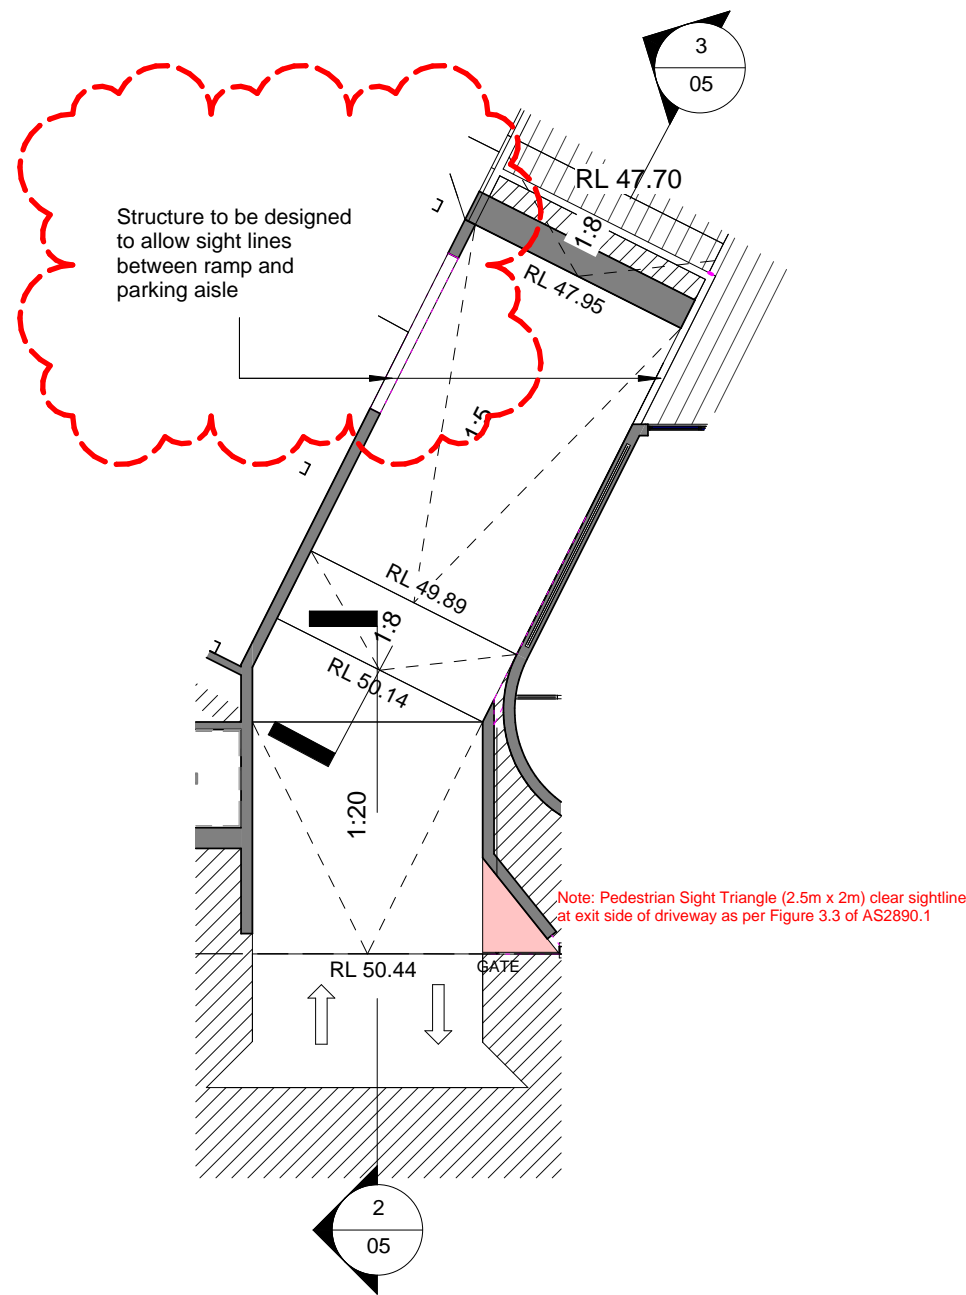 3
05
RL 47.70
1:8
RL 47.95
Structure to be designed
to allow sight lines
between ramp and
parking aisle
1:5
RL 49.89
1:8
RL 50.14
1:20
Note: Pedestrian Sight Triangle (2.5m x 2m) clear sightline
at exit side of driveway as per Figure 3.3 of AS2890.1
RL 50.44
GATE
2
05